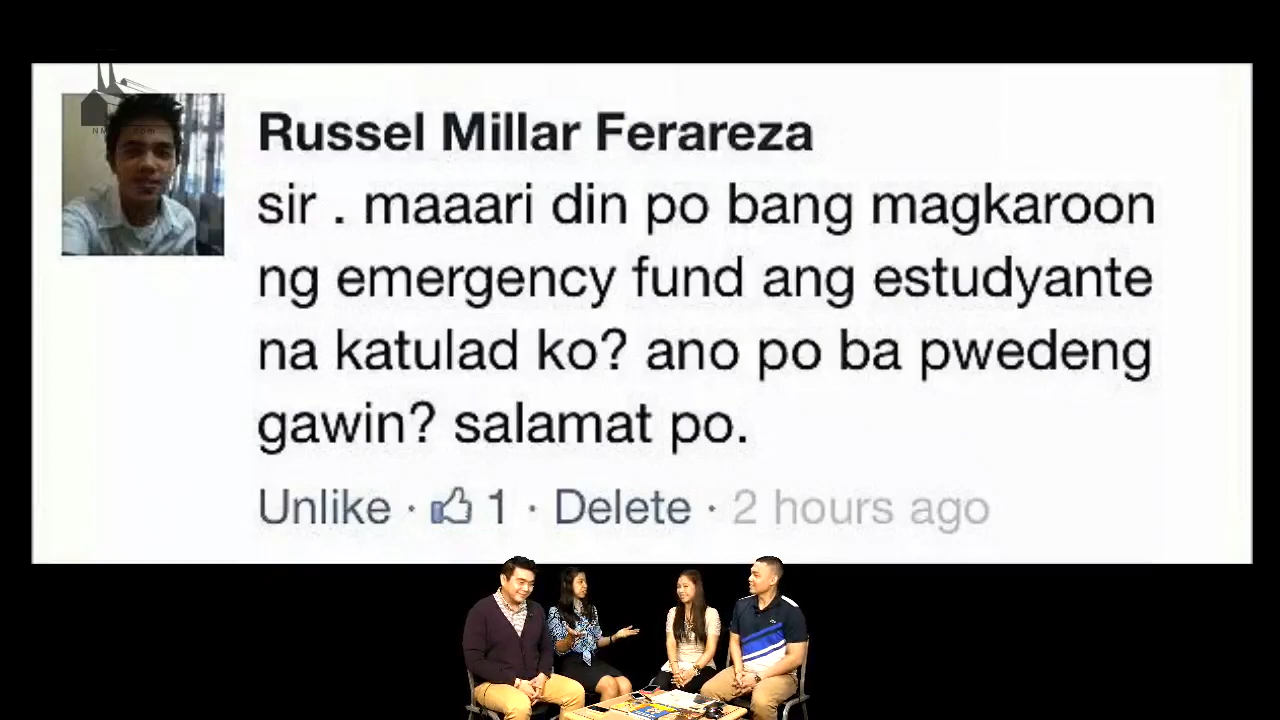 Russel Millar Ferareza
sir . maaari din po bang magkaroon
ng emergency fund ang estudyante
na katulad ko? ano po ba pwedeng
gawin? salamat po.
Unlike · 1 · Delete · 2 hours ago